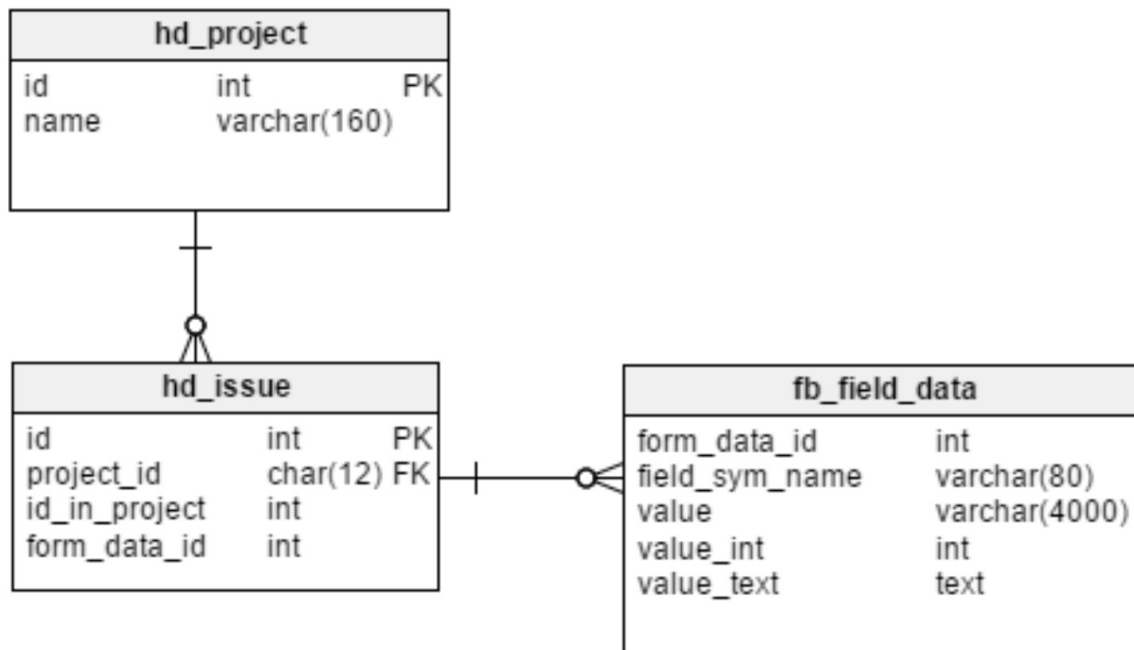 hd_project
id int PK
name varchar(160)
hd_issue
id int PK
project_id char(12) FK
id_in_project int
form_data_id int
fb_field_data
form_data_id int
field_sym_name varchar(80)
value varchar(4000)
value_int int
value_text text